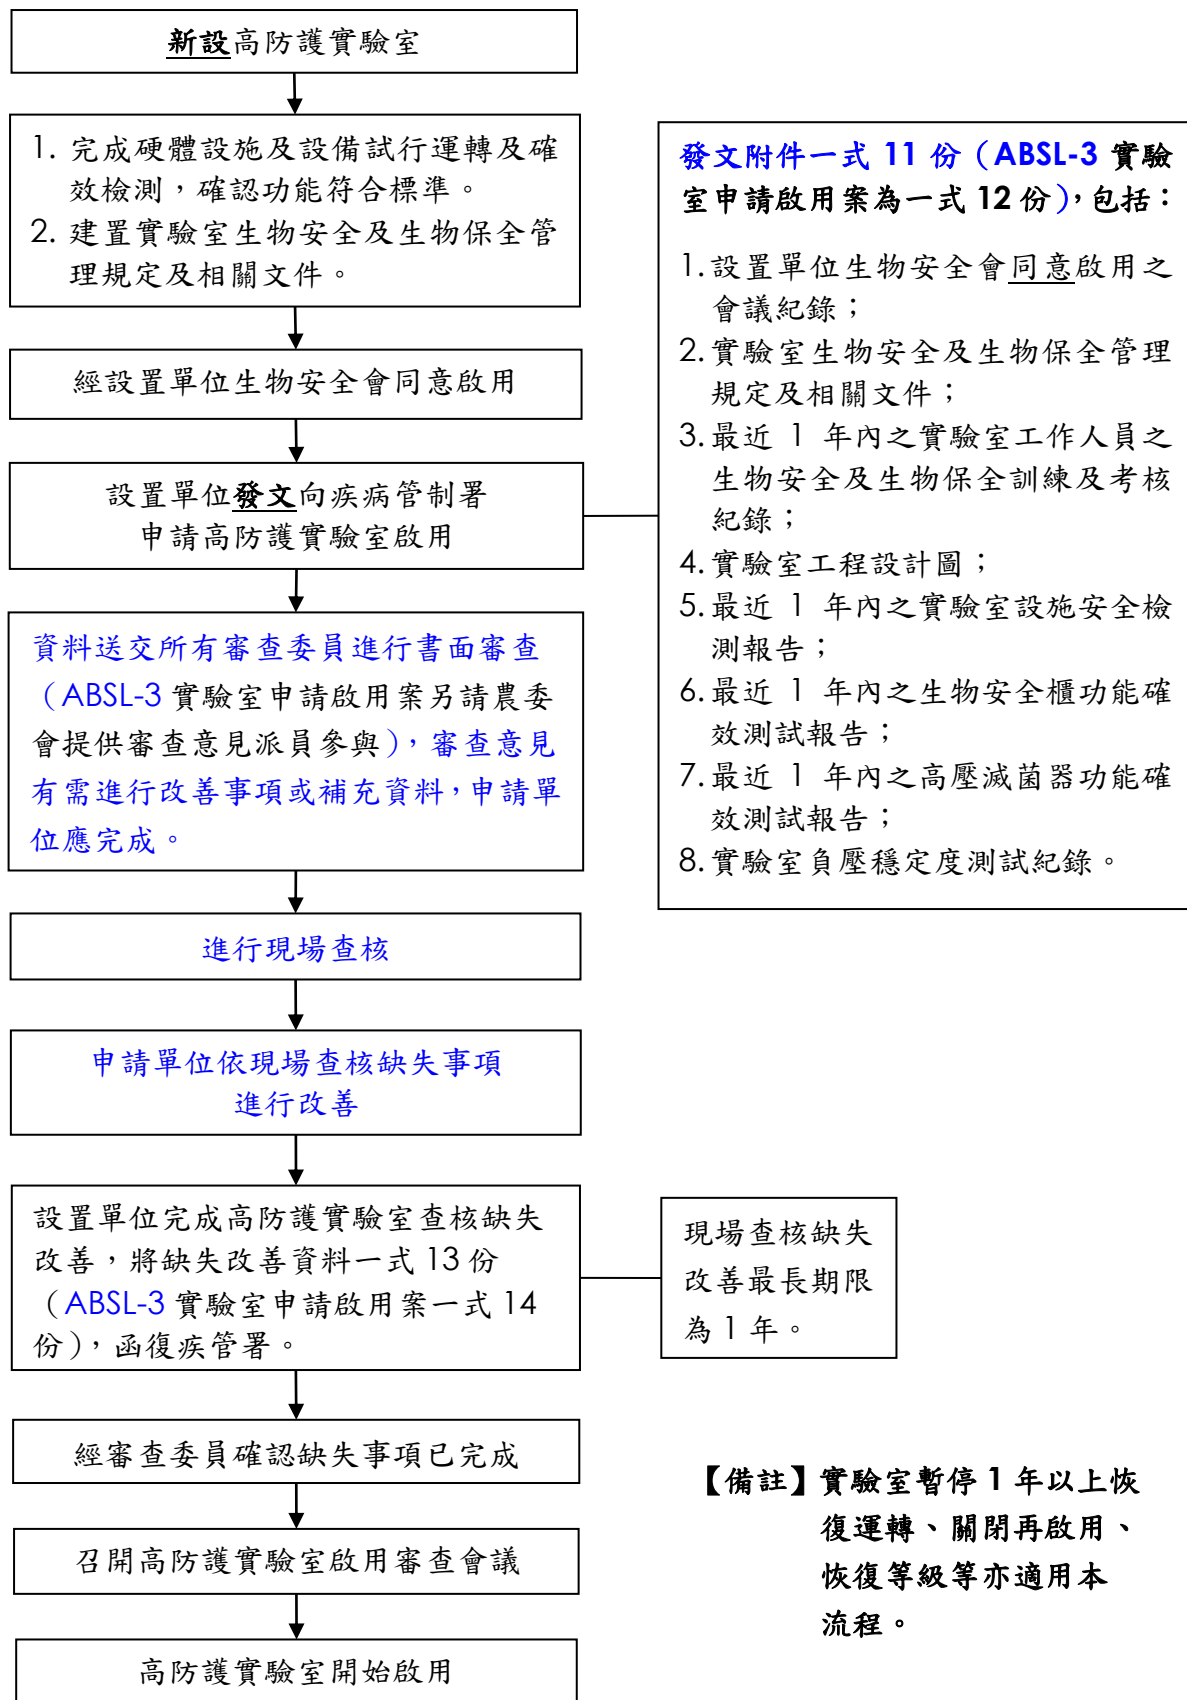 新設高防護實驗室
1. 完成硬體設施及設備試行運轉及確
效檢測，確認功能符合標準。
2. 建置實驗室生物安全及生物保全管
理規定及相關文件。
經設置單位生物安全會同意啟用
設置單位發文向疾病管制署
申請高防護實驗室啟用
發文附件一式 11 份（ABSL-3 實驗
室申請啟用案為一式 12 份），包括：
1.設置單位生物安全會同意啟用之
會議紀錄；
2.實驗室生物安全及生物保全管理
規定及相關文件；
3.最近 1 年內之實驗室工作人員之
生物安全及生物保全訓練及考核
紀錄；
4.實驗室工程設計圖；
5.最近 1 年內之實驗室設施安全檢
測報告；
6.最近 1 年內之生物安全櫃功能確
效測試報告；
7.最近 1 年內之高壓滅菌器功能確
效測試報告；
8.實驗室負壓穩定度測試紀錄。
資料送交所有審查委員進行書面審查
（ABSL-3 實驗室申請啟用案另請農委
會提供審查意見派員參與），審查意見
有需進行改善事項或補充資料，申請單
位應完成。
進行現場查核
申請單位依現場查核缺失事項
進行改善
設置單位完成高防護實驗室查核缺失
改善，將缺失改善資料一式 13 份
（ABSL-3 實驗室申請啟用案一式 14
份），函復疾管署。
現場查核缺失
改善最長期限
為 1 年。
經審查委員確認缺失事項已完成
召開高防護實驗室啟用審查會議
高防護實驗室開始啟用
【備註】實驗室暫停 1 年以上恢
復運轉、關閉再啟用、
恢復等級等亦適用本
流程。